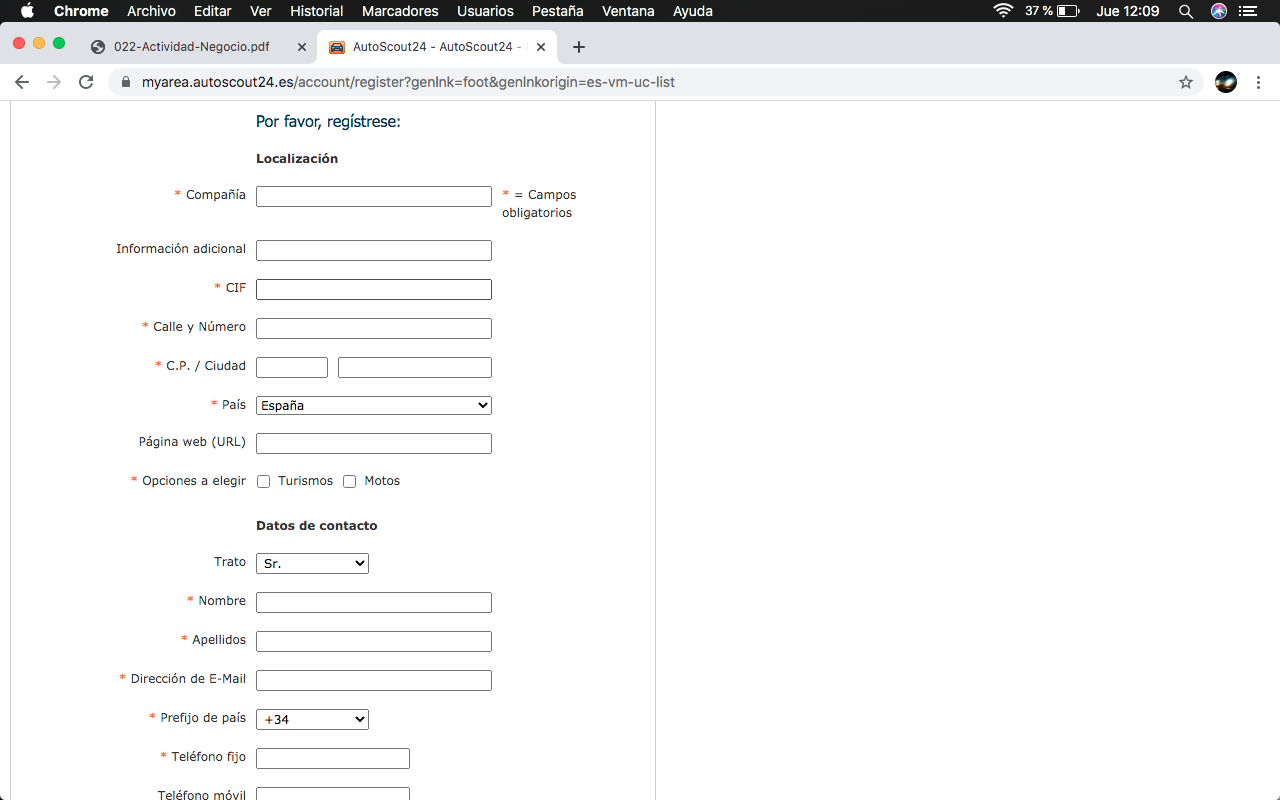 Chrome Archivo Editar Ver Historial Marcadores Usuarios Pestaña Ventana Ayuda 37 % Jue 12:09
022-Actividad-Negocio.pdf AutoScout24 - AutoScout24 -
myarea.autoscout24.es/account/register?genlnk=foot&genlnkorigin=es-vm-uc-list
Por favor, regístrese:
Localización
* Compañía
* = Campos
obligatorios
Información adicional
* CIF
* Calle y Número
* C.P. / Ciudad
* País España
Página web (URL)
* Opciones a elegir Turismos Motos
Datos de contacto
Trato Sr.
* Nombre
* Apellidos
* Dirección de E-Mail
* Prefijo de país +34
* Teléfono fijo
Teléfono móvil